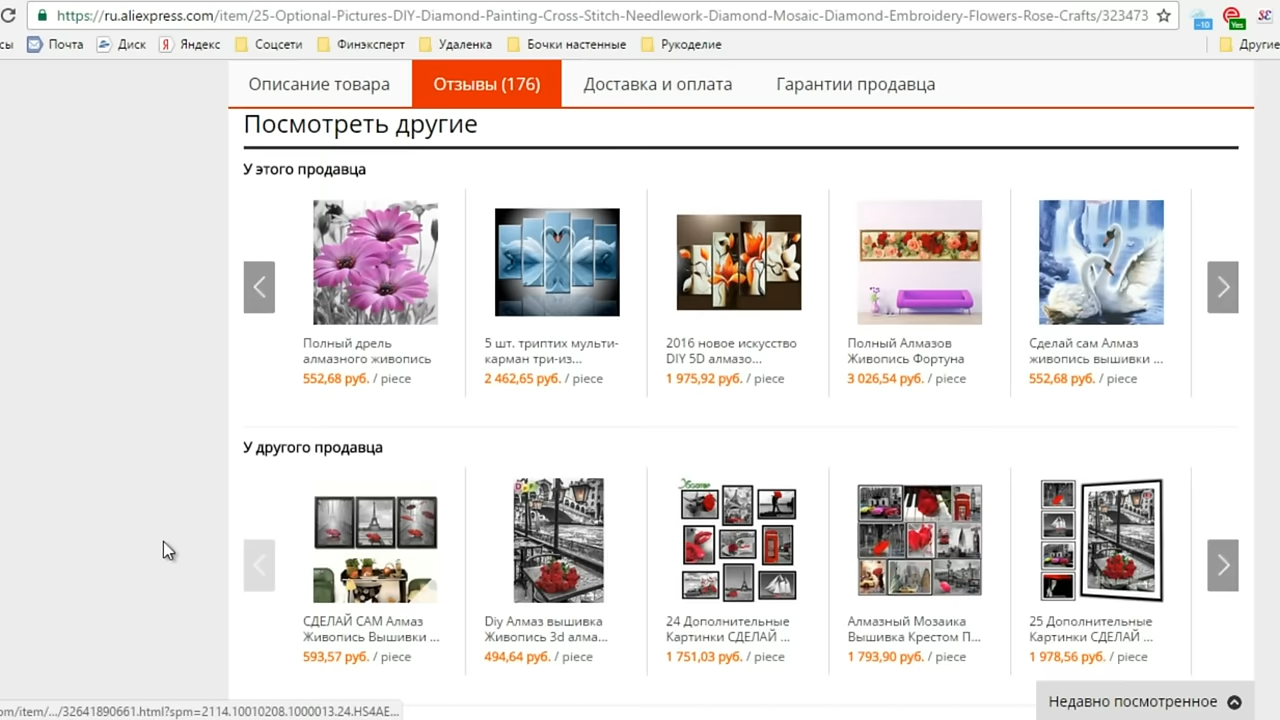 https://ru.aliexpress.com/item/25-Optional-Pictures-DIY-Diamond-Painting-Cross-Stitch-Needlework-Diamond-Mosaic-Diamond-Embroidery-Flowers-Rose-Crafts/323473
-10
Yes
сы Почта Диск Яндекс Соцсети Финэксперт Удаленка Бочки настенные Рукоделие Другие
Описание товара Отзывы (176) Доставка и оплата Гарантии продавца
Посмотреть другие
У этого продавца
Полный дрель 5 шт. триптих мульти- 2016 новое искусство Полный Алмазов Сделай сам Алмаз
алмазного живопись карман три-из... DIY 5D алмазо... Живопись Фортуна живопись вышивки ...
552,68 руб. / piece 2 462,65 руб. / piece 1 975,92 руб. / piece 3 026,54 руб. / piece 552,68 руб. / piece
У другого продавца
СДЕЛАЙ САМ Алмаз Diy Алмаз вышивка 24 Дополнительные Алмазный Мозаика 25 Дополнительные
Живопись Вышивки ... Живопись 3d алма... Картинки СДЕЛАЙ ... Вышивка Крестом П... Картинки СДЕЛАЙ ...
593,57 руб. / piece 494,64 руб. / piece 1 751,03 руб. / piece 1 793,90 руб. / piece 1 978,56 руб. / piece
Недавно посмотренное
om/item/.../32641890661.html?spm=2114.10010208.1000013.24.HS4AE...